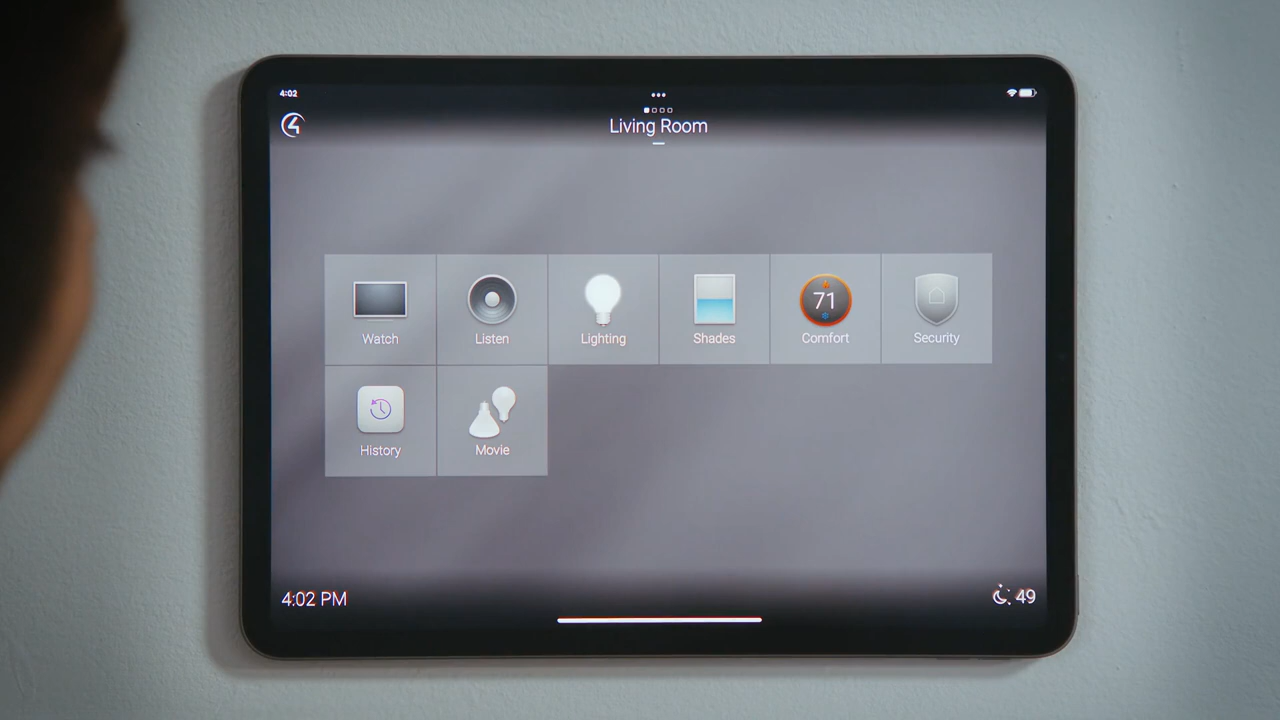 4:02
Living Room
Watch
Listen
Lighting
Shades
71
Comfort
Security
History
Movie
4:02 PM
49